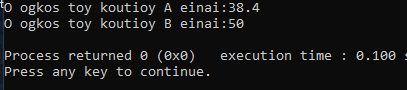 O ogkos toy koutioy A einai:38.4
O ogkos toy koutioy B einai:50
Process returned 0 (0x0)   execution time : 0.100 s
Press any key to continue.